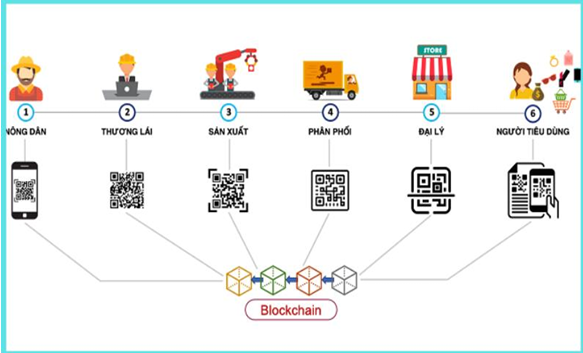 STORE
1
2
3
4
5
6
NÔNG DÂN
THƯƠNG LÁI
SẢN XUẤT
PHÂN PHỐI
ĐẠI LÝ
NGƯỜI TIÊU DÙNG
Blockchain